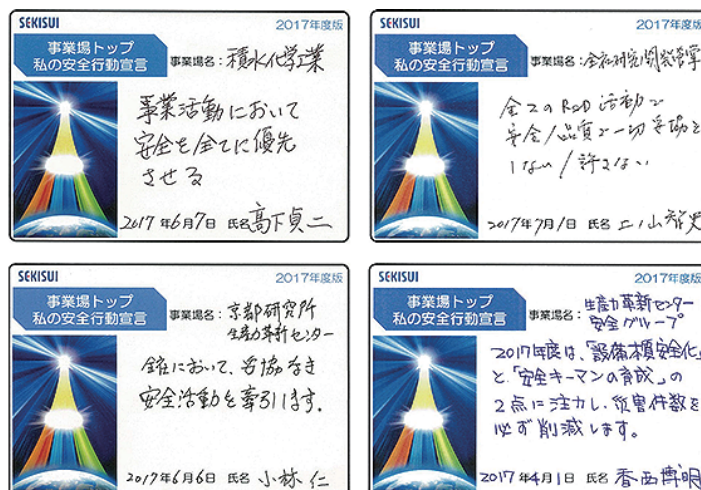 SEKISUI
2017年度版
事業場トップ
私の安全行動宣言
事業場名：積水化学工業
事業活動において
安全を全てに優先
させる
2017年6月7日 氏名 高下貞二
SEKISUI
2017年度版
事業場トップ
私の安全行動宣言
事業場名：全社研究開発管掌
全てのR&D活動で
安全/品質で一切妥協を
しない/許さない
2017年7月1日 氏名
SEKISUI
2017年度版
事業場トップ
私の安全行動宣言
事業場名：京都研究所
生産力革新センター
全社において、妥協なき
安全活動を牽引します。
2017年6月6日 氏名 小林 仁
SEKISUI
2017年度版
事業場トップ
私の安全行動宣言
事業場名：生産力革新センター
安全グループ
2017年度は、「設備本質安全化」
と、「安全キーマンの育成」の
2点に注力し、災害件数を
必ず削減します。
2017年4月1日 氏名 香西博明